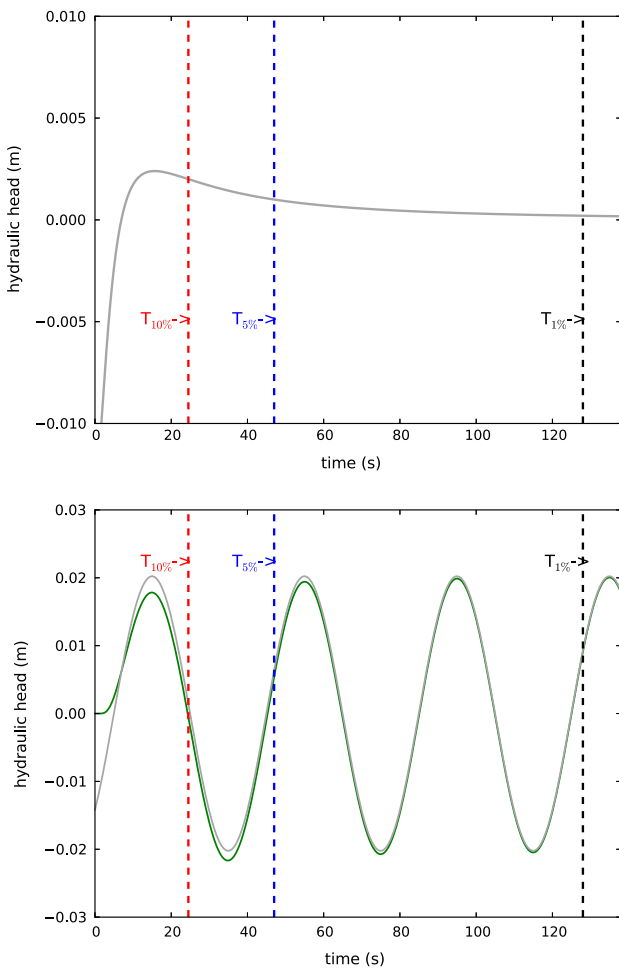 0.010
0.005
0.000
−0.005
−0.010
hydraulic head (m)
T10%->
T5%->
T1%->
0 20 40 60 80 100 120
time (s)
0.03
0.02
0.01
0.00
−0.01
−0.02
−0.03
hydraulic head (m)
T10%->
T5%->
T1%->
0 20 40 60 80 100 120
time (s)